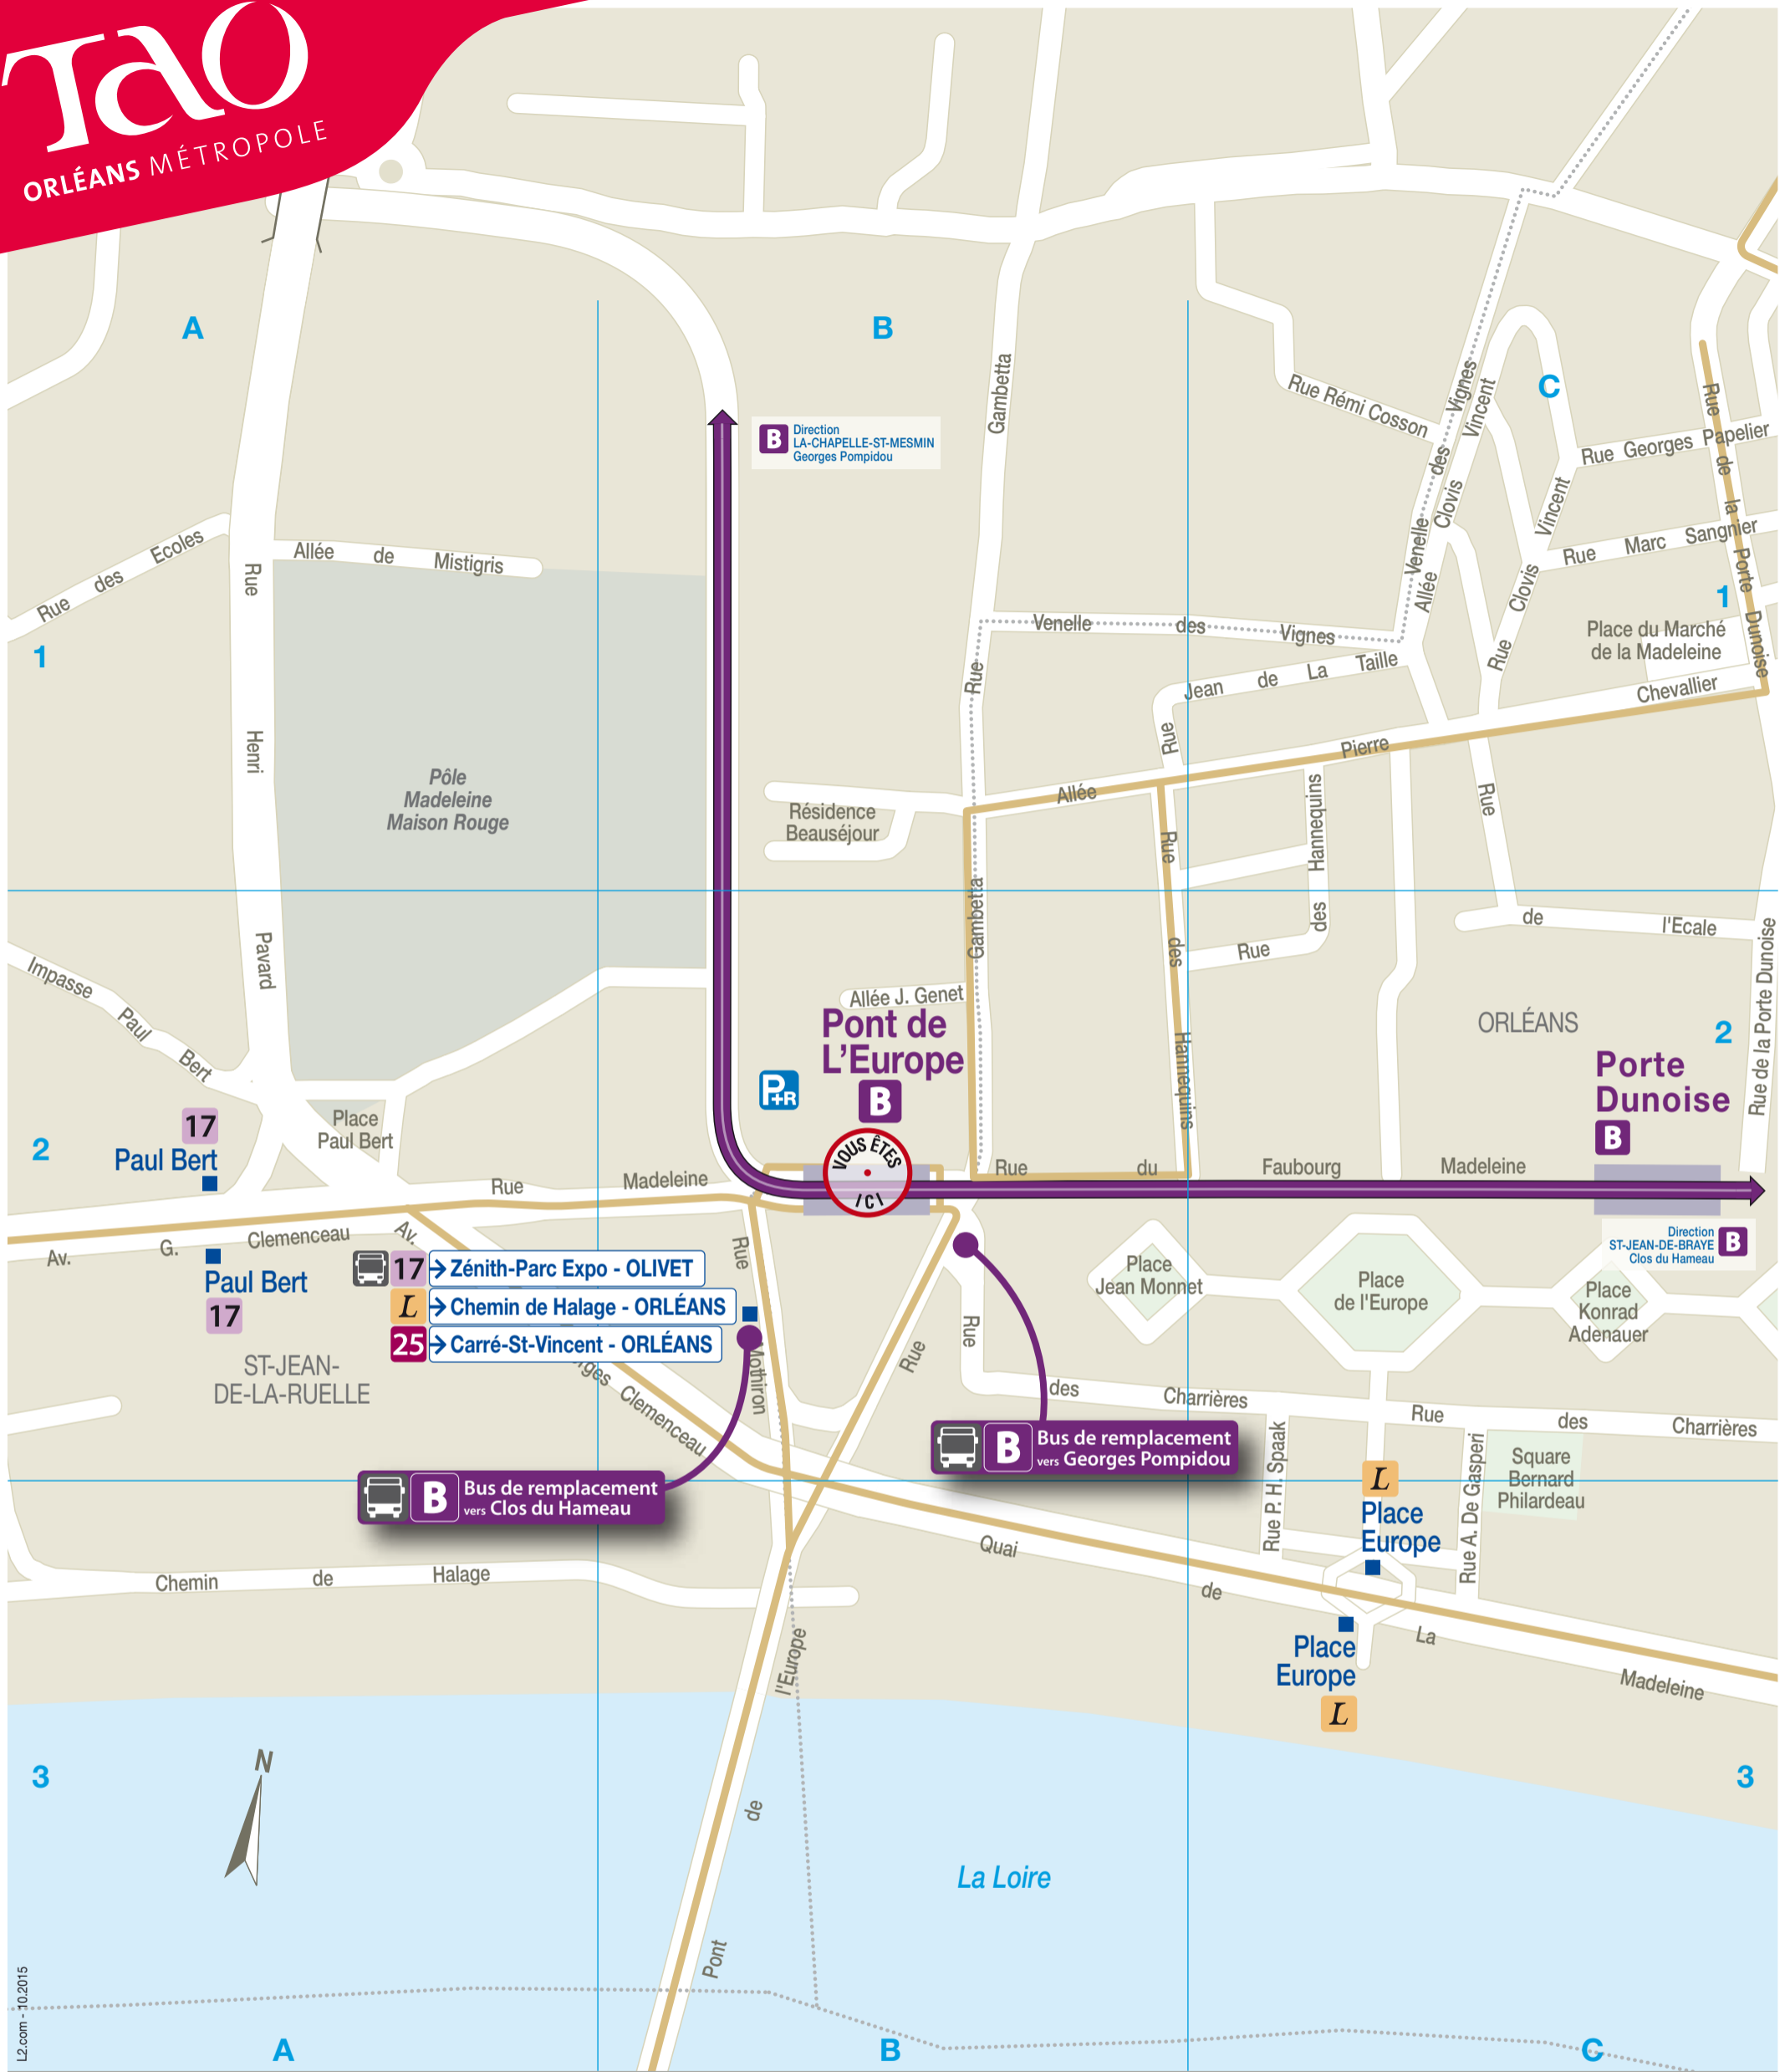 TAO
ORLÉANS MÉTROPOLE
A
B
C
B
Direction
LA-CHAPELLE-ST-MESMIN
Georges Pompidou
Gambetta
Rue Rémi Cosson
Venelle des Vignes
Allée Clovis Vincent
Rue Clovis Vincent
Rue Georges Papelier
Rue de la Porte Dunoise
Rue Marc Sangnier
Rue des Ecoles
Allée de Mistigris
Rue Henri Pavard
1
1
Place du Marché
de la Madeleine
Venelle des Vignes
Rue Jean de La Taille
Allée Pierre Chevallier
Pôle
Madeleine
Maison Rouge
Résidence
Beauséjour
Rue Gambetta
Rue des Hannequins
Rue des Hannequins
Rue de l'Ecale
Rue de la Porte Dunoise
Impasse Paul Bert
Allée J. Genet
Pont de
L'Europe
B
P+R
ORLÉANS
2
2
Porte
Dunoise
B
17
Paul Bert
Place
Paul Bert
VOUS ÊTES
ICI
Rue Madeleine
Rue du Faubourg Madeleine
Av. G. Clemenceau
Paul Bert
17
Av.
17
Zénith-Parc Expo - OLIVET
L
Chemin de Halage - ORLÉANS
25
Carré-St-Vincent - ORLÉANS
Clemenceau
Rue Mothiron
Direction
ST-JEAN-DE-BRAYE
Clos du Hameau
B
Place
Jean Monnet
Place
de l'Europe
Place
Konrad
Adenauer
ST-JEAN-
DE-LA-RUELLE
Rue
Rue des Charrières
Rue des Charrières
B
Bus de remplacement
vers Georges Pompidou
B
Bus de remplacement
vers Clos du Hameau
Rue P. H. Spaak
Rue A. De Gasperi
Square
Bernard
Philardeau
L
Place
Europe
Quai de La Madeleine
Chemin de Halage
Place
Europe
L
Pont de l'Europe
3
3
N
La Loire
L2.com - 10.2015
A
B
C